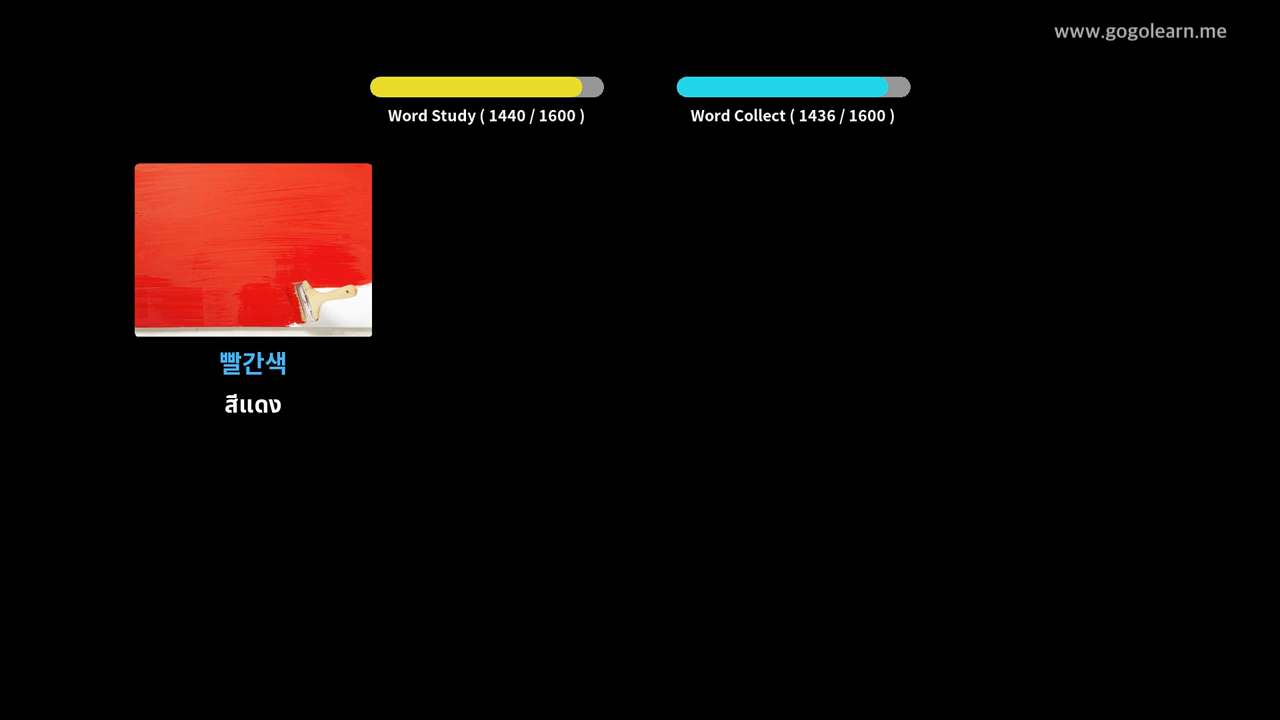 www.gogolearn.me
Word Study ( 1440 / 1600 )
Word Collect ( 1436 / 1600 )
빨간색
สีแดง